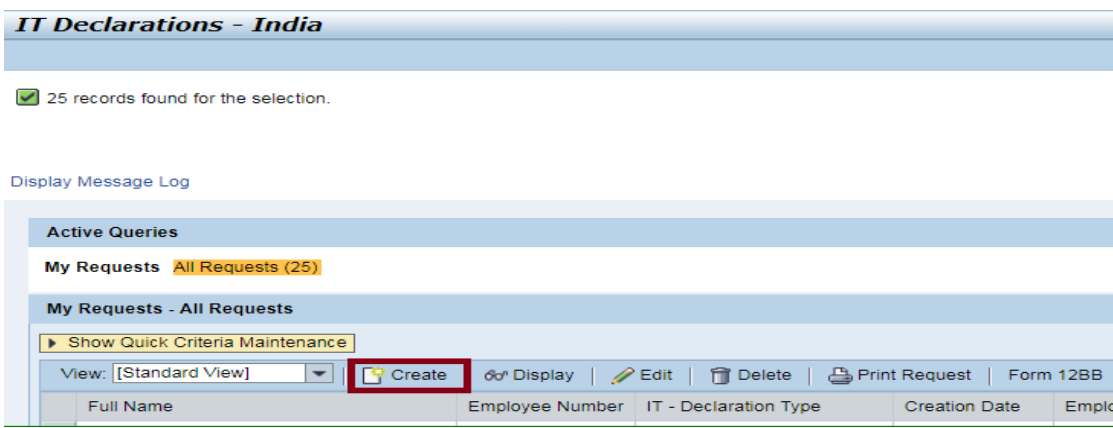 IT Declarations - India
25 records found for the selection.
Display Message Log
Active Queries
My Requests All Requests (25)
My Requests - All Requests
Show Quick Criteria Maintenance
View: [Standard View] Create Display Edit Delete Print Request Form 12BB
Full Name Employee Number IT - Declaration Type Creation Date Emplo